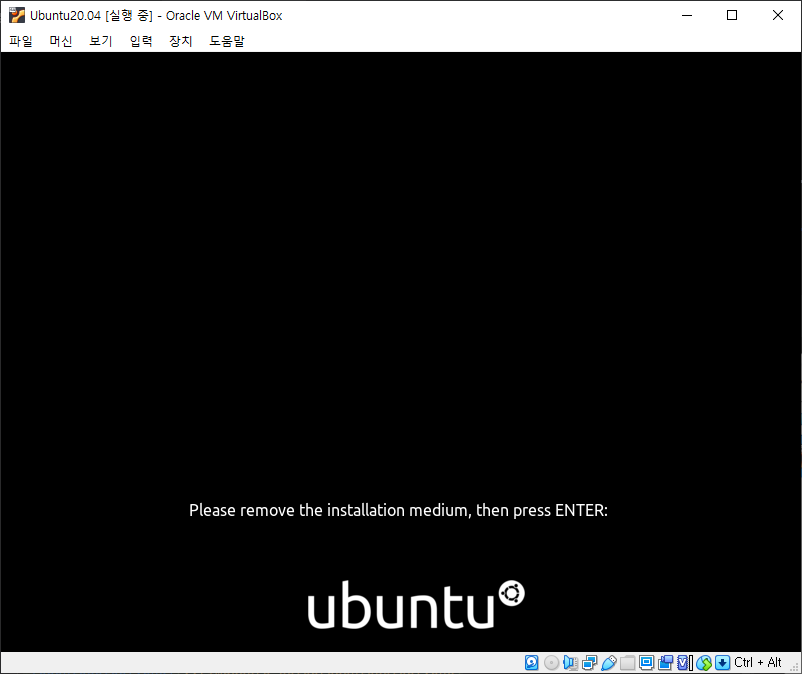 Ubuntu20.04 [실행 중] - Oracle VM VirtualBox
파일 머신 보기 입력 장치 도움말
Please remove the installation medium, then press ENTER:
ubuntu
Ctrl + Alt